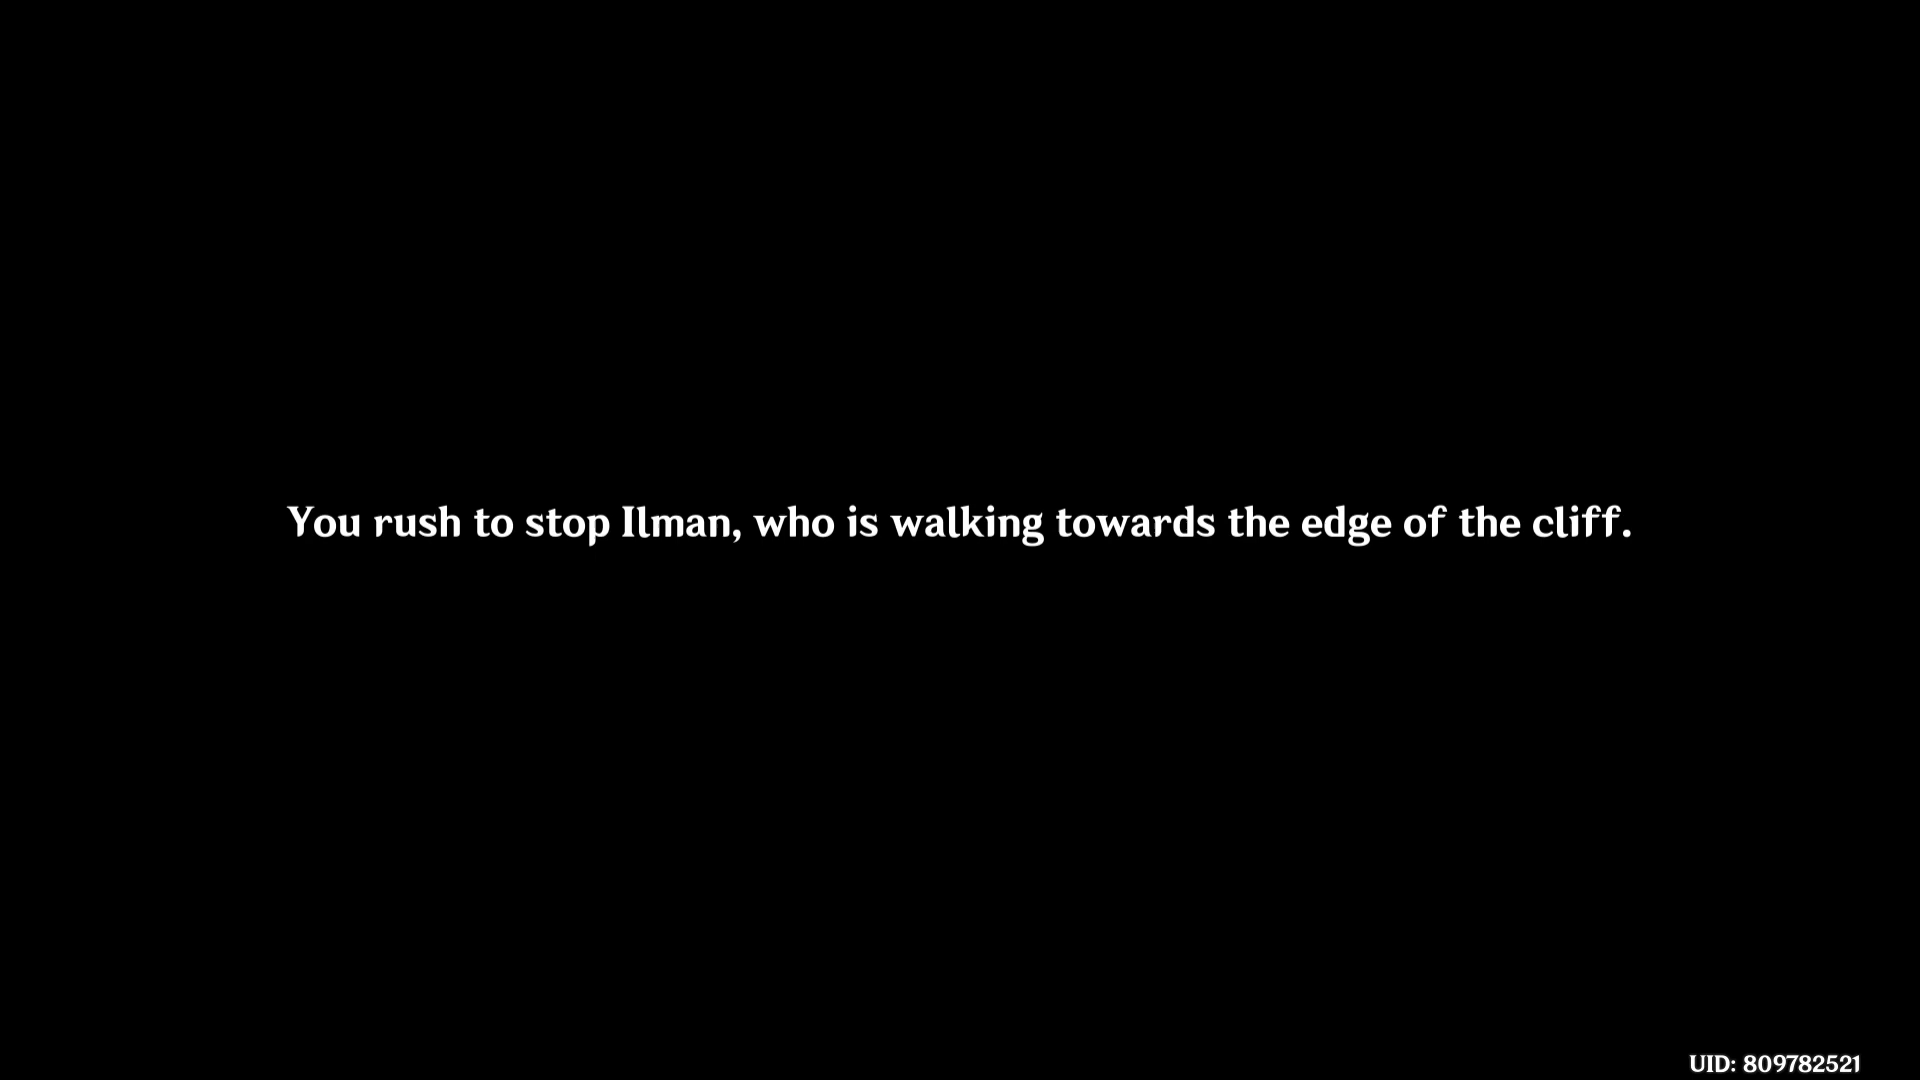 You rush to stop Ilman, who is walking towards the edge of the cliff.
UID: 809782521